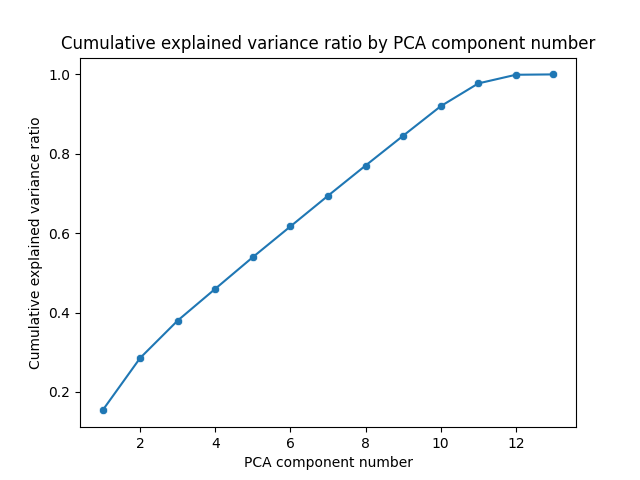 Cumulative explained variance ratio by PCA component number
1.0
0.8
0.6
0.4
0.2
Cumulative explained variance ratio
2 4 6 8 10 12
PCA component number